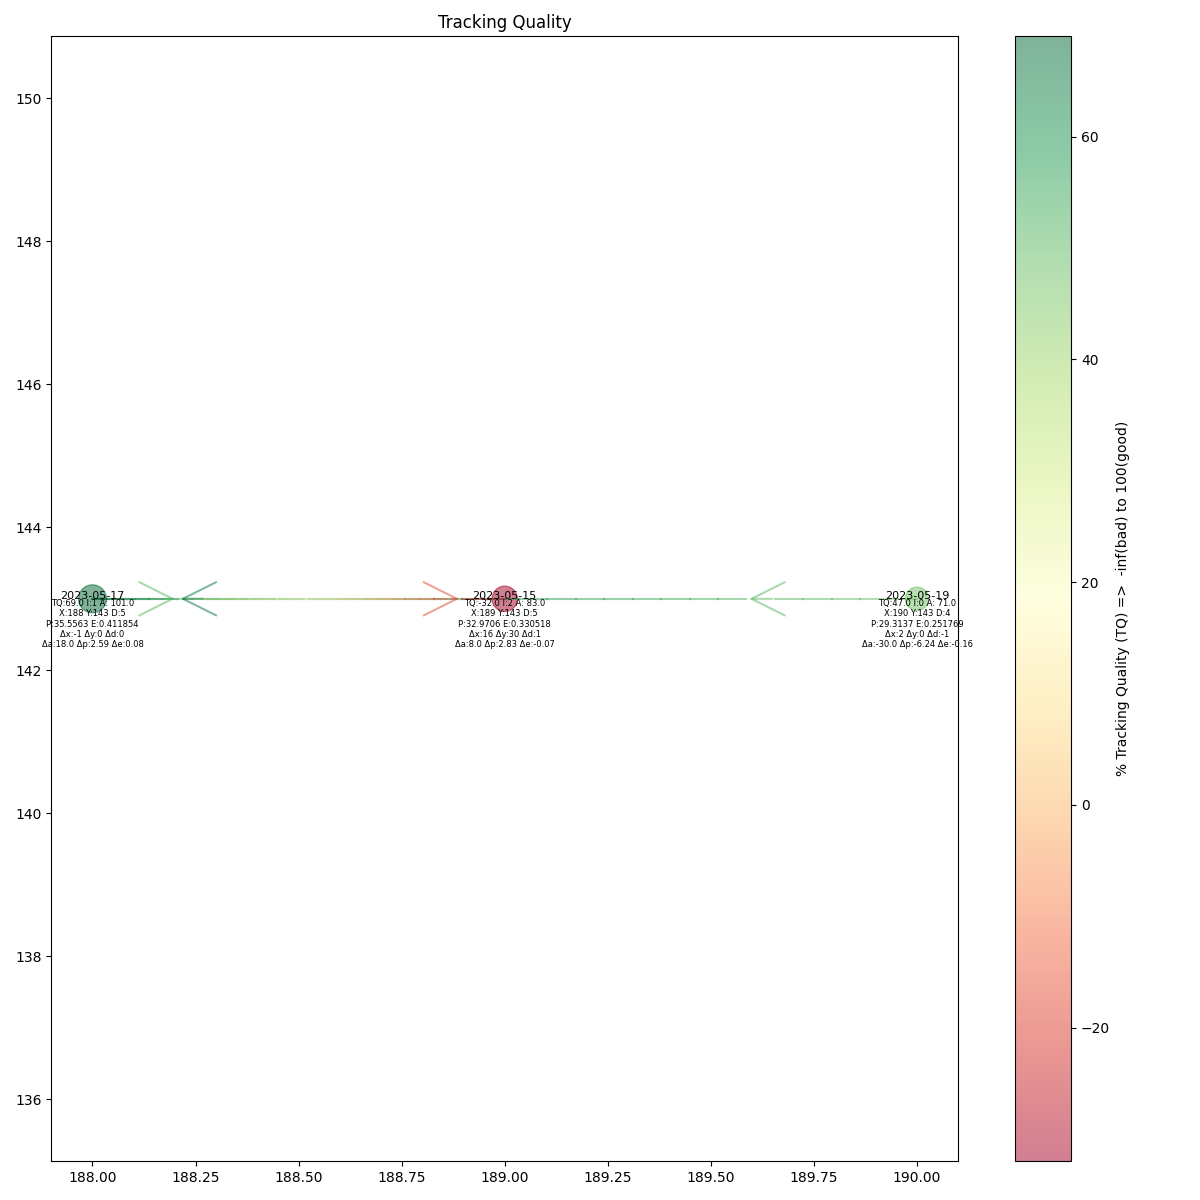 Tracking Quality
150
148
146
144
142
140
138
136
2023-05-17
TQ:69.0 I:1 A: 101.0
X:188 Y:143 D:5
P:35.5563 E:0.411854
Δx:-1 Δy:0 Δd:0
Δa:18.0 Δp:2.59 Δe:0.08
2023-05-15
TQ:-32.0 I:2 A: 83.0
X:189 Y:143 D:5
P:32.9706 E:0.330518
Δx:16 Δy:30 Δd:1
Δa:8.0 Δp:2.83 Δe:-0.07
2023-05-19
TQ:47.0 I:0 A: 71.0
X:190 Y:143 D:4
P:29.3137 E:0.251769
Δx:2 Δy:0 Δd:-1
Δa:-30.0 Δp:-6.24 Δe:-0.16
188.00
188.25
188.50
188.75
189.00
189.25
189.50
189.75
190.00
60
40
20
0
−20
% Tracking Quality (TQ) => -inf(bad) to 100(good)